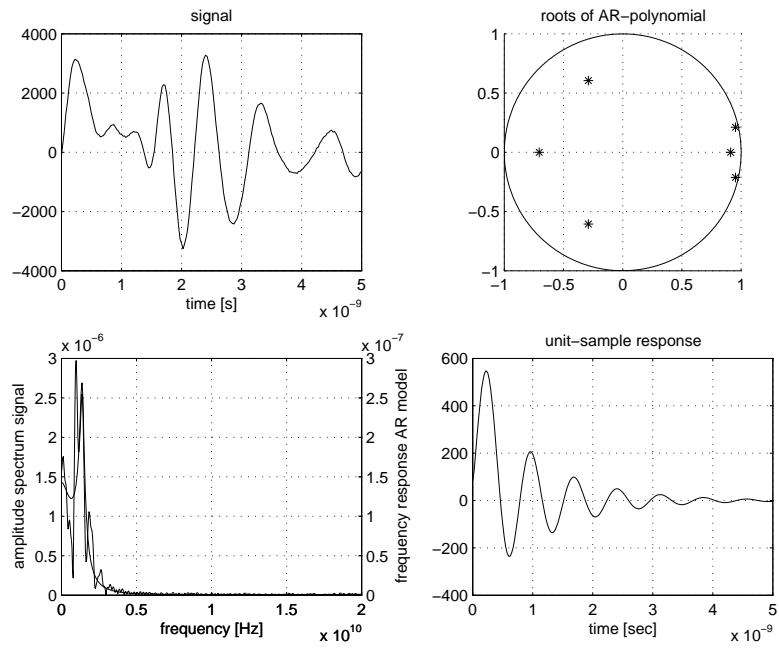 signal
4000
2000
0
−2000
−4000
0 1 2 3 4 5
time [s]
x 10^−9
roots of AR−polynomial
1
0.5
0
−0.5
−1
−1 −0.5 0 0.5 1
x 10^−6
x 10^−7
amplitude spectrum signal
3
2.5
2
1.5
1
0.5
0
3
2.5
2
1.5
1
0.5
0
frequency response AR model
0 0.5 1 1.5 2
frequency [Hz]
x 10^10
unit−sample response
600
400
200
0
−200
−400
0 1 2 3 4 5
time [sec]
x 10^−9